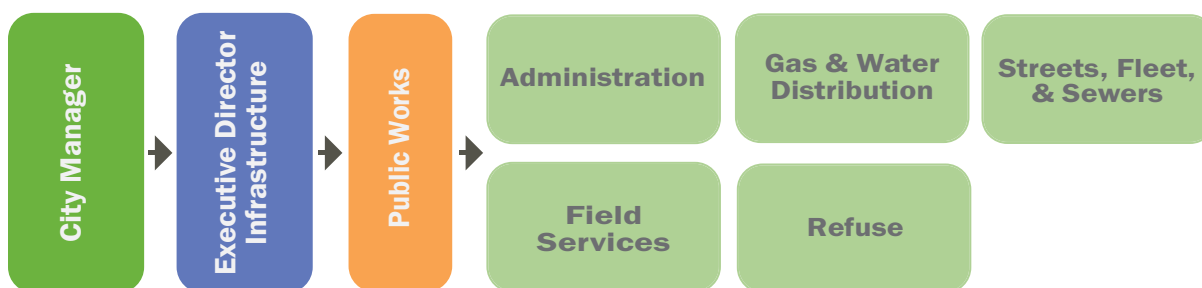 City Manager
Executive Director
Infrastructure
Public Works
Administration
Gas & Water
Distribution
Streets, Fleet,
& Sewers
Field
Services
Refuse